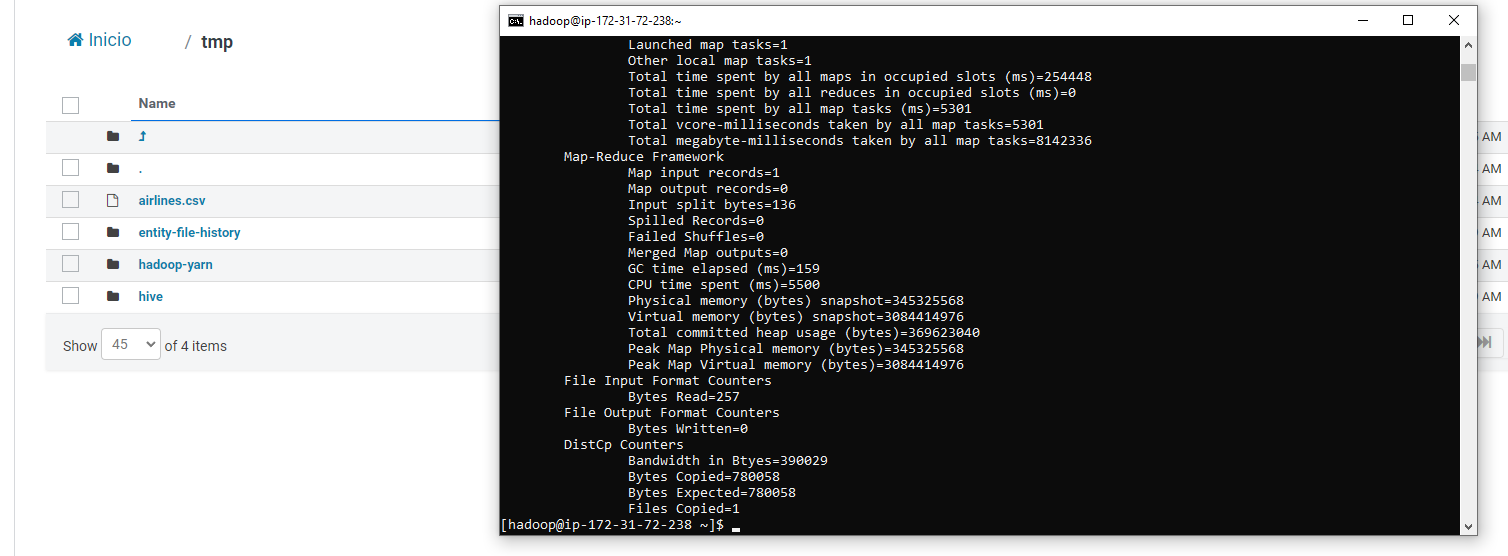 Inicio / tmp
Name
.
airlines.csv
entity-file-history
hadoop-yarn
hive
Show 45 of 4 items
AM
AM
AM
AM
AM
AM
hadoop@ip-172-31-72-238:~
Launched map tasks=1
Other local map tasks=1
Total time spent by all maps in occupied slots (ms)=254448
Total time spent by all reduces in occupied slots (ms)=0
Total time spent by all map tasks (ms)=5301
Total vcore-milliseconds taken by all map tasks=5301
Total megabyte-milliseconds taken by all map tasks=8142336
Map-Reduce Framework
Map input records=1
Map output records=0
Input split bytes=136
Spilled Records=0
Failed Shuffles=0
Merged Map outputs=0
GC time elapsed (ms)=159
CPU time spent (ms)=5500
Physical memory (bytes) snapshot=345325568
Virtual memory (bytes) snapshot=3084414976
Total committed heap usage (bytes)=369623040
Peak Map Physical memory (bytes)=345325568
Peak Map Virtual memory (bytes)=3084414976
File Input Format Counters
Bytes Read=257
File Output Format Counters
Bytes Written=0
DistCp Counters
Bandwidth in Btyes=390029
Bytes Copied=780058
Bytes Expected=780058
Files Copied=1
[hadoop@ip-172-31-72-238 ~]$